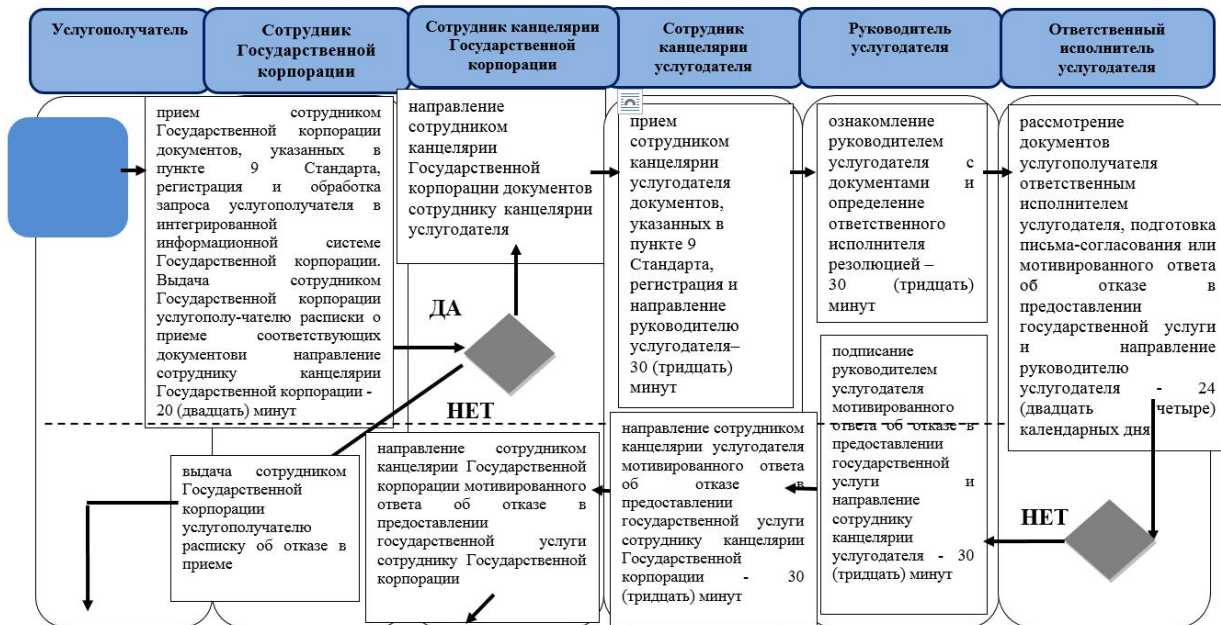 Услугополучатель
Сотрудник
Государственной
корпорации
Сотрудник канцелярии
Государственной
корпорации
Сотрудник
канцелярии
услугодателя
Руководитель
услугодателя
Ответственный
исполнитель
услугодателя
прием сотрудником
Государственной корпорации
документов, указанных в
пункте 9 Стандарта,
регистрация и обработка
запроса услугополучателя в
интегрированной
информационной системе
Государственной корпорации.
Выдача сотрудником
Государственной корпорации
услугополу-чателю расписки о
приеме соответствующих
документови направление
сотруднику канцелярии
Государственной корпорации -
20 (двадцать) минут
направление
сотрудником
канцелярии
Государственной
корпорации документов
сотруднику канцелярии
услугодателя
ДА
НЕТ
прием
сотрудником
канцелярии
услугодателя
документов,
указанных в
пункте 9
Стандарта,
регистрация и
направление
руководителю
услугодателя–
30 (тридцать)
минут
ознакомление
руководителем
услугодателя с
документами и
определение
ответственного
исполнителя
резолюцией –
30 (тридцать)
минут
рассмотрение
документов
услугополучателя
ответственным
исполнителем
услугодателя, подготовка
письма-согласования или
мотивированного ответа
об отказе в
предоставлении
государственной услуги
и направление
руководителю
услугодателя - 24
(двадцать четыре)
календарных дня
выдача сотрудником
Государственной
корпорации
услугополучателю
расписку об отказе в
приеме
направление сотрудником
канцелярии Государственной
корпорации мотивированного
ответа об отказе в
предоставлении
государственной услуги
сотруднику Государственной
корпорации
направление сотрудником
канцелярии услугодателя
мотивированного ответа
об отказе в
предоставлении
государственной услуги
сотруднику канцелярии
Государственной
корпорации - 30
(тридцать) минут
подписание
руководителем
услугодателя
мотивированного
ответа об отказе в
предоставлении
государственной
услуги и
направление
сотруднику
канцелярии
услугодателя - 30
(тридцать) минут
НЕТ